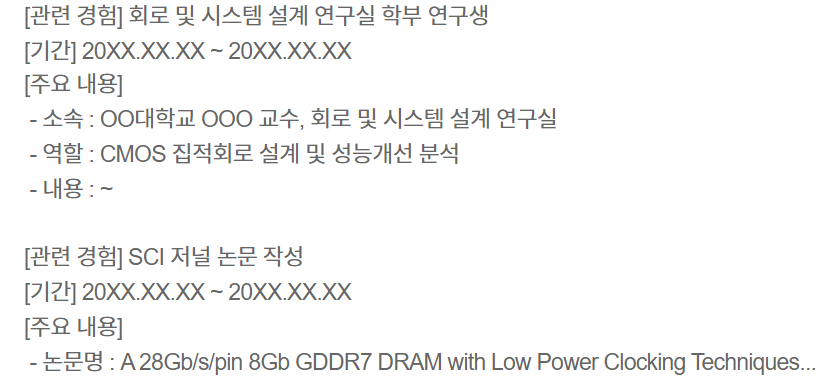 [관련 경험] 회로 및 시스템 설계 연구실 학부 연구생
[기간] 20XX.XX.XX ~ 20XX.XX.XX
[주요 내용]
- 소속 : OO대학교 OOO 교수, 회로 및 시스템 설계 연구실
- 역할 : CMOS 집적회로 설계 및 성능개선 분석
- 내용 : ~
[관련 경험] SCI 저널 논문 작성
[기간] 20XX.XX.XX ~ 20XX.XX.XX
[주요 내용]
- 논문명 : A 28Gb/s/pin 8Gb GDDR7 DRAM with Low Power Clocking Techniques...